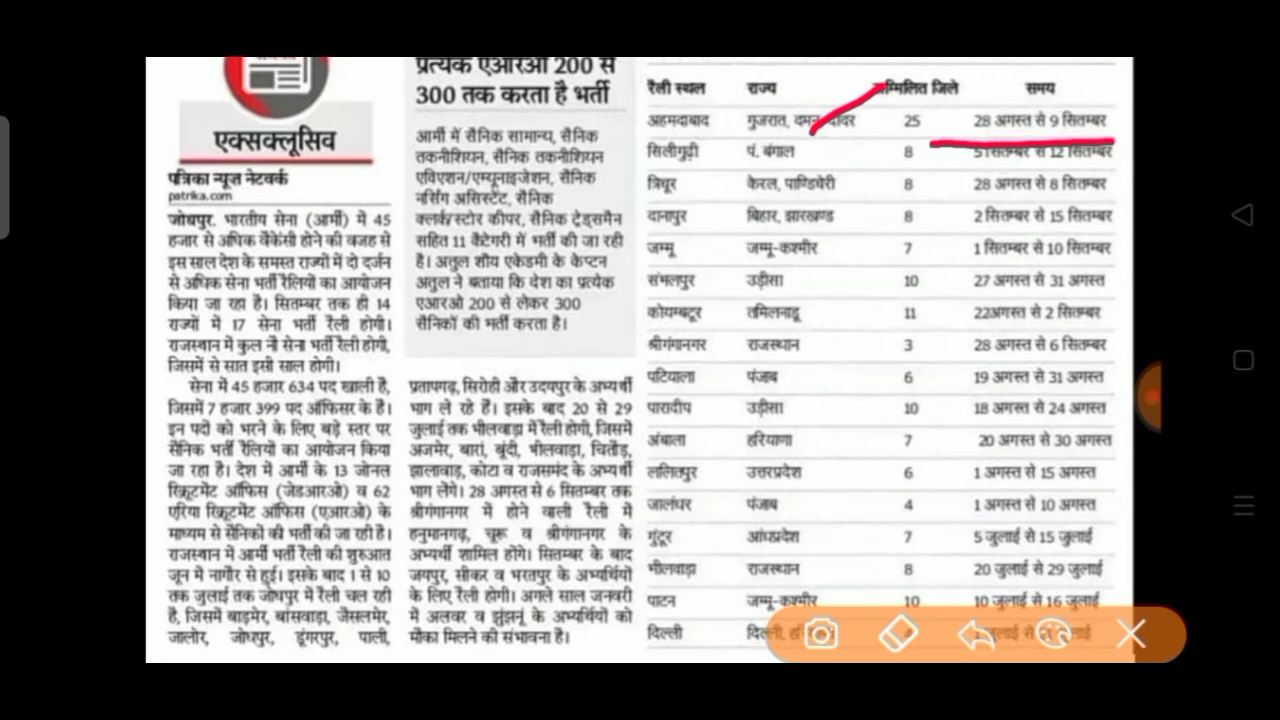 एक्सक्लूसिव
पत्रिका न्यूज नेटवर्क
patrika.com
जोधपुर. भारतीय सेना (आर्मी) में 45
हजार से अधिक वैकेंसी होने की वजह से
इस साल देश के समस्त राज्यों में दो दर्जन
से अधिक सेना भर्ती रैलियों का आयोजन
किया जा रहा है। सितम्बर तक ही 14
राज्यों में 17 सेना भर्ती रैली होगी।
राजस्थान में कुल नौ सेना भर्ती रैली होगी,
जिसमें से सात इसी साल होगी।
सेना में 45 हजार 634 पद खाली है,
जिसमें 7 हजार 399 पद ऑफिसर के है।
इन पदों को भरने के लिए बड़े स्तर पर
सैनिक भर्ती रैलियों का आयोजन किया
जा रहा है। देश में आर्मी के 13 जोनल
रिक्रूटमेंट ऑफिस (जेडआरओ) व 62
एरिया रिक्रूटमेंट ऑफिस (एआरओ) के
माध्यम से सैनिकों की भर्ती की जा रही है।
राजस्थान में आर्मी भर्ती रैली की शुरुआत
जून में नागौर से हुई। इसके बाद 1 से 10
तक जुलाई तक जोधपुर में रैली चल रही
है, जिसमें बाड़मेर, बांसवाड़ा, जैसलमेर,
जालोर, जोधपुर, डूंगरपुर, पाली,
प्रत्येक एआरओ 200 से
300 तक करता है भर्ती
आर्मी में सैनिक सामान्य, सैनिक
तकनीशियन, सैनिक तकनीशियन
एविएशन/एम्यूनाइजेशन, सैनिक
नर्सिंग असिस्टेंट, सैनिक
क्लर्क/स्टोर कीपर, सैनिक ट्रेड्समैन
सहित 11 कैटेगरी में भर्ती की जा रही
है। अतुल शौय एकेडमी के केप्टन
अतुल ने बताया कि देश का प्रत्येक
एआरओ 200 से लेकर 300
सैनिकों की भर्ती करता है।
प्रतापगढ़, सिरोही और उदयपुर के अभ्यर्थी
भाग ले रहे हैं। इसके बाद 20 से 29
जुलाई तक भीलवाड़ा में रैली होगी, जिसमें
अजमेर, बारां, बूंदी, भीलवाड़ा, चितौड़,
झालावाड़, कोटा व राजसमंद के अभ्यर्थी
भाग लेंगे। 28 अगस्त से 6 सितम्बर तक
श्रीगंगानगर में होने वाली रैली में
हनुमानगढ़, चूरू व श्रीगंगानगर के
अभ्यर्थी शामिल होंगे। सितम्बर के बाद
जयपुर, सीकर व भरतपुर के अभ्यर्थियों
के लिए रैली होगी। अगले साल जनवरी
में अलवर व झुंझनूं के अभ्यर्थियों को
मौका मिलने की संभावना है।
रैली स्थल राज्य म्मिलित जिले समय
अहमदाबाद गुजरात, दमन, दादर 25 28 अगस्त से 9 सितम्बर
सिलीगुढ़ी पं. बंगाल 8 5 सितम्बर से 12 सितम्बर
त्रिचूर केरल, पाण्डिचेरी 8 28 अगस्त से 8 सितम्बर
दानापुर बिहार, झारखण्ड 8 2 सितम्बर से 15 सितम्बर
जम्मू जम्मू-कश्मीर 7 1 सितम्बर से 10 सितम्बर
संभलपुर उड़ीसा 10 27 अगस्त से 31 अगस्त
कोयम्बटूर तमिलनाडू 11 22अगस्त से 2 सितम्बर
श्रीगंगानगर राजस्थान 3 28 अगस्त से 6 सितम्बर
पटियाला पंजाब 6 19 अगस्त से 31 अगस्त
पारादीप उड़ीसा 10 18 अगस्त से 24 अगस्त
अंबाला हरियाणा 7 20 अगस्त से 30 अगस्त
ललितपुर उत्तरप्रदेश 6 1 अगस्त से 15 अगस्त
जालंधर पंजाब 4 1 अगस्त से 10 अगस्त
गुंटूर आंध्रप्रदेश 7 5 जुलाई से 15 जुलाई
भीलवाड़ा राजस्थान 8 20 जुलाई से 29 जुलाई
पाटन जम्मू-कश्मीर 10 10 जुलाई से 16 जुलाई
दिल्ली दिल्ली, जुलाई से जुलाई